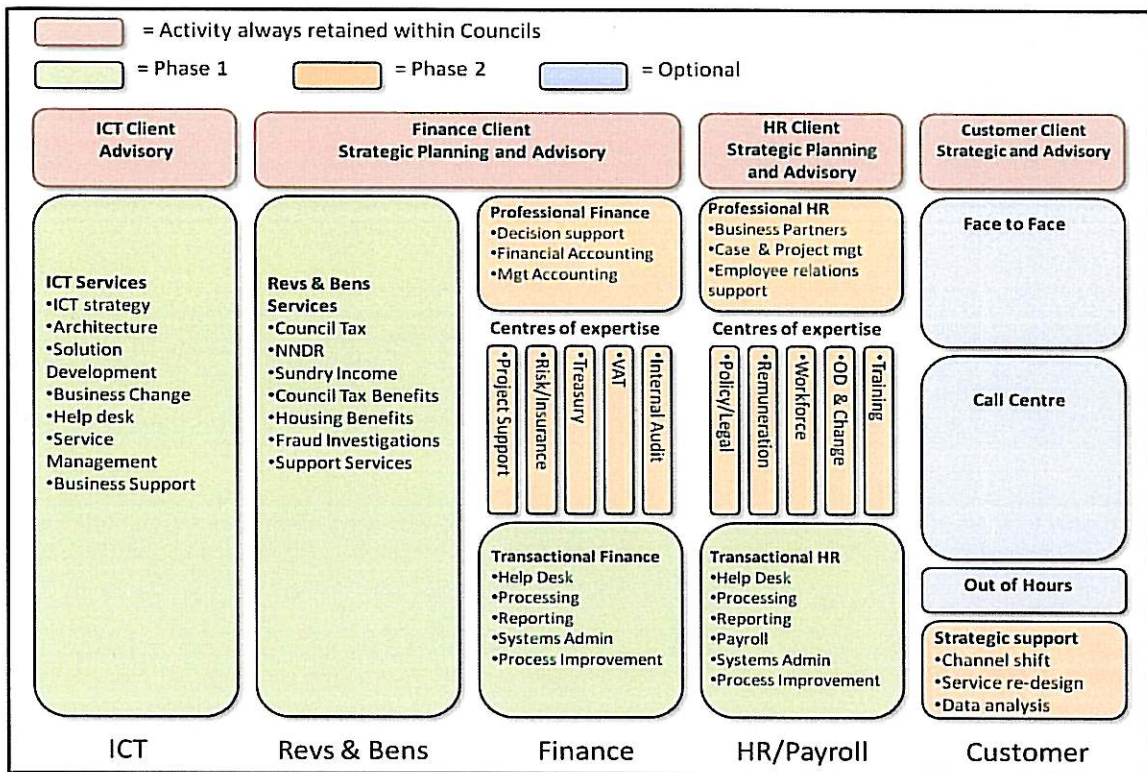 = Activity always retained within Councils
= Phase 1
= Phase 2
= Optional
ICT Client
Advisory
Finance Client
Strategic Planning and Advisory
HR Client
Strategic Planning
and Advisory
Customer Client
Strategic and Advisory
ICT Services
•ICT strategy
•Architecture
•Solution
Development
•Business Change
•Help desk
•Service
Management
•Business Support
Revs & Bens
Services
•Council Tax
•NNDR
•Sundry Income
•Council Tax Benefits
•Housing Benefits
•Fraud Investigations
•Support Services
Professional Finance
•Decision support
•Financial Accounting
•Mgt Accounting
Centres of expertise
•Project Support
•Risk/Insurance
•Treasury
•VAT
•Internal Audit
Transactional Finance
•Help Desk
•Processing
•Reporting
•Systems Admin
•Process Improvement
Professional HR
•Business Partners
•Case & Project mgt
•Employee relations
support
Centres of expertise
•Policy/Legal
•Remuneration
•Workforce
•OD & Change
•Training
Transactional HR
•Help Desk
•Processing
•Reporting
•Payroll
•Systems Admin
•Process Improvement
Face to Face
Call Centre
Out of Hours
Strategic support
•Channel shift
•Service re-design
•Data analysis
ICT
Revs & Bens
Finance
HR/Payroll
Customer